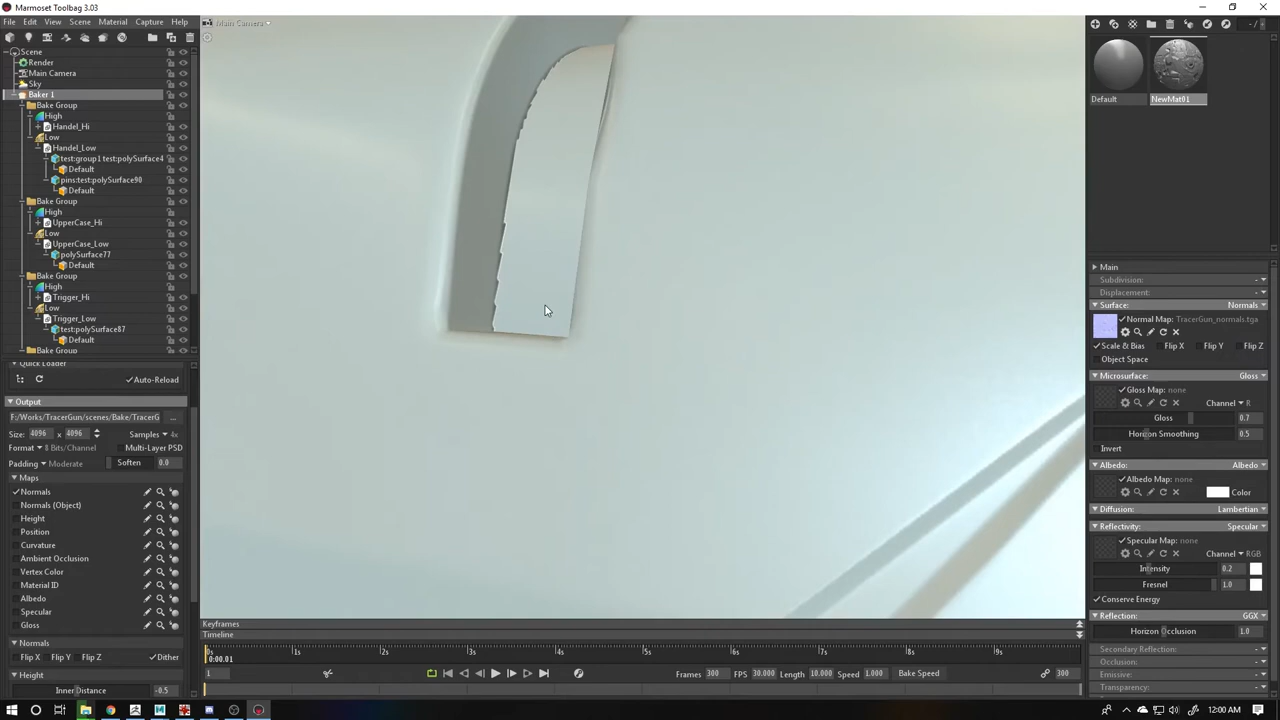 Marmoset Toolbag 3.03
File Edit View Scene Material Capture Help
Main Camera
Scene
Render
Main Camera
Sky
Baker 1
Bake Group
High
Handel_Hi
Low
Handel_Low
test:group1 test:polySurface4
Default
pins:test:polySurface90
Default
Bake Group
High
UpperCase_Hi
Low
UpperCase_Low
polySurface77
Default
Bake Group
High
Trigger_Hi
Low
Trigger_Low
test:polySurface87
Default
Bake Group
Quick Loader
Auto-Reload
Output
F:/Works/TracerGun/scenes/Bake/TracerG ...
Size: 4096 x 4096 Samples 4x
Format 8 Bits/Channel Multi-Layer PSD
Padding Moderate Soften 0.0
Maps
Normals
Normals (Object)
Height
Position
Curvature
Ambient Occlusion
Vertex Color
Material ID
Albedo
Specular
Gloss
Normals
Flip X Flip Y Flip Z Dither
Height
Inner Distance -0.5
Keyframes
Timeline
0s 1s 2s 3s 4s 5s 6s 7s 8s 9s
0:00.01
1 Frames 300 FPS 30.000 Length 10.000 Speed 1.000 Bake Speed 300
Default NewMat01
Main
Subdivision:
Displacement:
Surface: Normals
Normal Map: TracerGun_normals.tga
Scale & Bias Flip X Flip Y Flip Z
Object Space
Microsurface: Gloss
Gloss Map: none
Channel R
Gloss 0.7
Horizon Smoothing 0.5
Invert
Albedo: Albedo
Albedo Map: none
Color
Diffusion: Lambertian
Reflectivity: Specular
Specular Map: none
Channel RGB
Intensity 0.2
Fresnel 1.0
Conserve Energy
Reflection: GGX
Horizon Occlusion 1.0
Secondary Reflection:
Occlusion:
Emissive:
Transparency:
12:00 AM